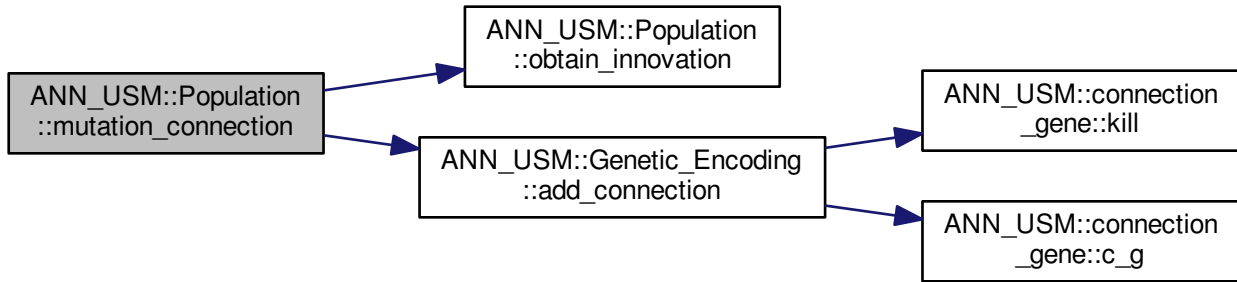 ANN_USM::Population
::mutation_connection
ANN_USM::Population
::obtain_innovation
ANN_USM::Genetic_Encoding
::add_connection
ANN_USM::connection
_gene::kill
ANN_USM::connection
_gene::c_g